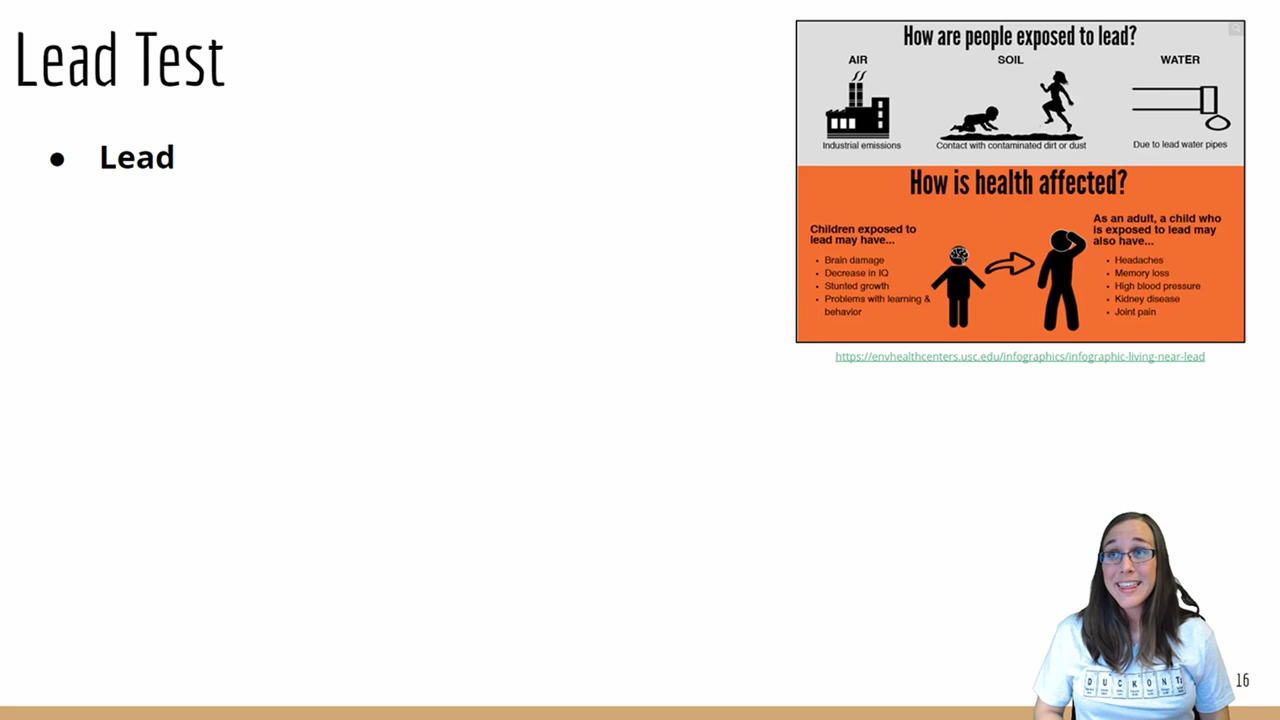 Lead Test
● Lead
How are people exposed to lead?
AIR
SOIL
WATER
Industrial emissions
Contact with contaminated dirt or dust
Due to lead water pipes
How is health affected?
Children exposed to
lead may have...
• Brain damage
• Decrease in IQ
• Stunted growth
• Problems with learning &
behavior
As an adult, a child who
is exposed to lead may
also have...
• Headaches
• Memory loss
• High blood pressure
• Kidney disease
• Joint pain
https://envhealthcenters.usc.edu/infographics/infographic-living-near-lead
D U C K O N T
16